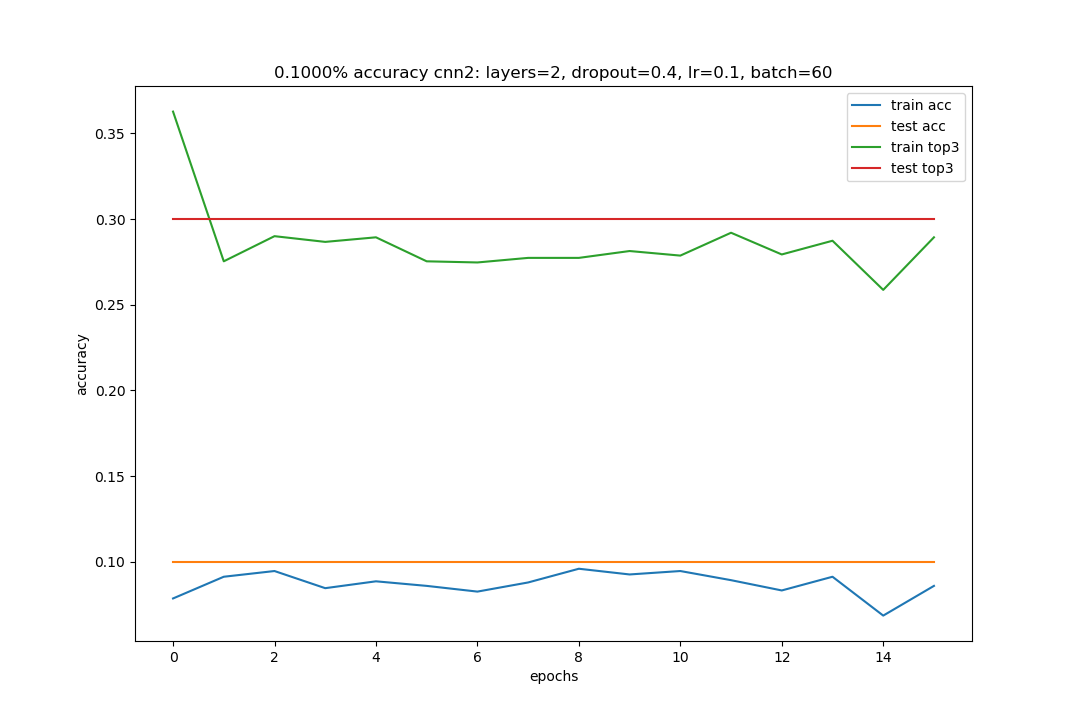 0.1000% accuracy cnn2: layers=2, dropout=0.4, lr=0.1, batch=60
train acc
test acc
train top3
test top3
0.35
0.30
0.25
0.20
0.15
0.10
accuracy
0 2 4 6 8 10 12 14
epochs